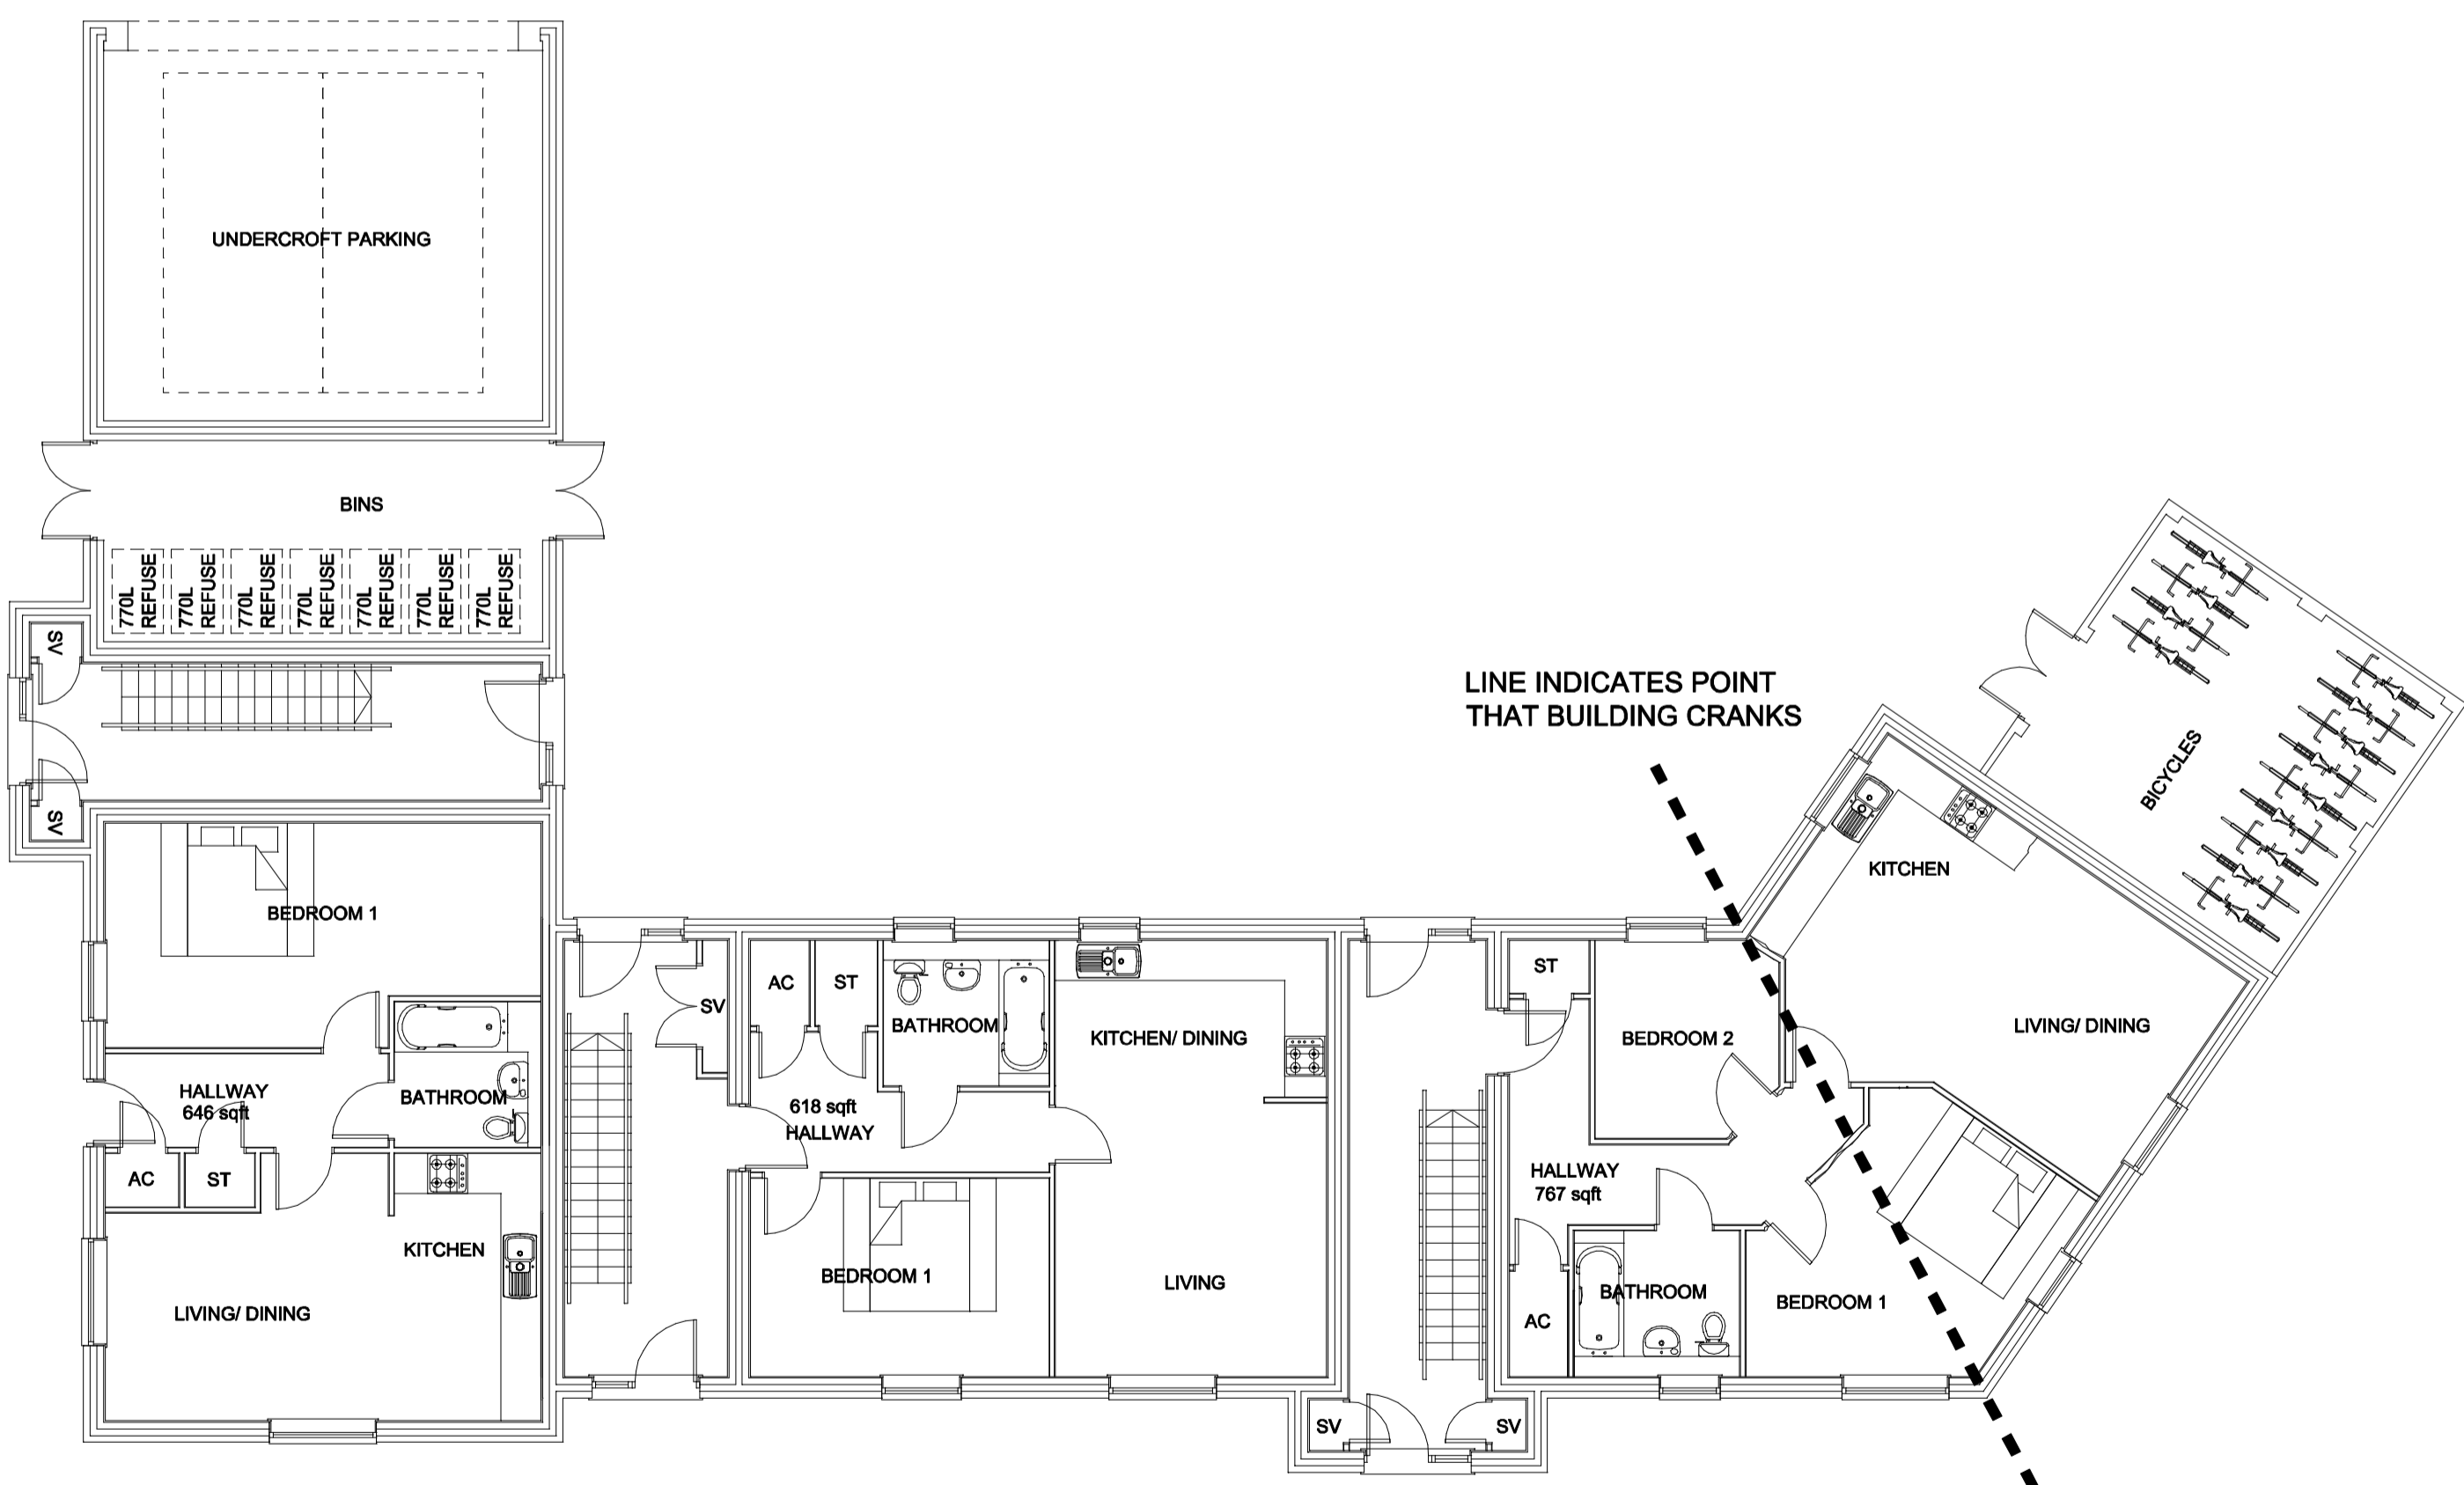 UNDERCROFT PARKING
BINS
770L
REFUSE
770L
REFUSE
770L
REFUSE
770L
REFUSE
770L
REFUSE
770L
REFUSE
770L
REFUSE
SV
SV
BEDROOM 1
HALLWAY
646 sqft
BATHROOM
AC
ST
KITCHEN
LIVING/ DINING
SV
AC
ST
BATHROOM
KITCHEN/ DINING
618 sqft
HALLWAY
BEDROOM 1
LIVING
LINE INDICATES POINT
THAT BUILDING CRANKS
ST
BEDROOM 2
HALLWAY
767 sqft
AC
BATHROOM
BEDROOM 1
SV
SV
KITCHEN
LIVING/ DINING
BICYCLES